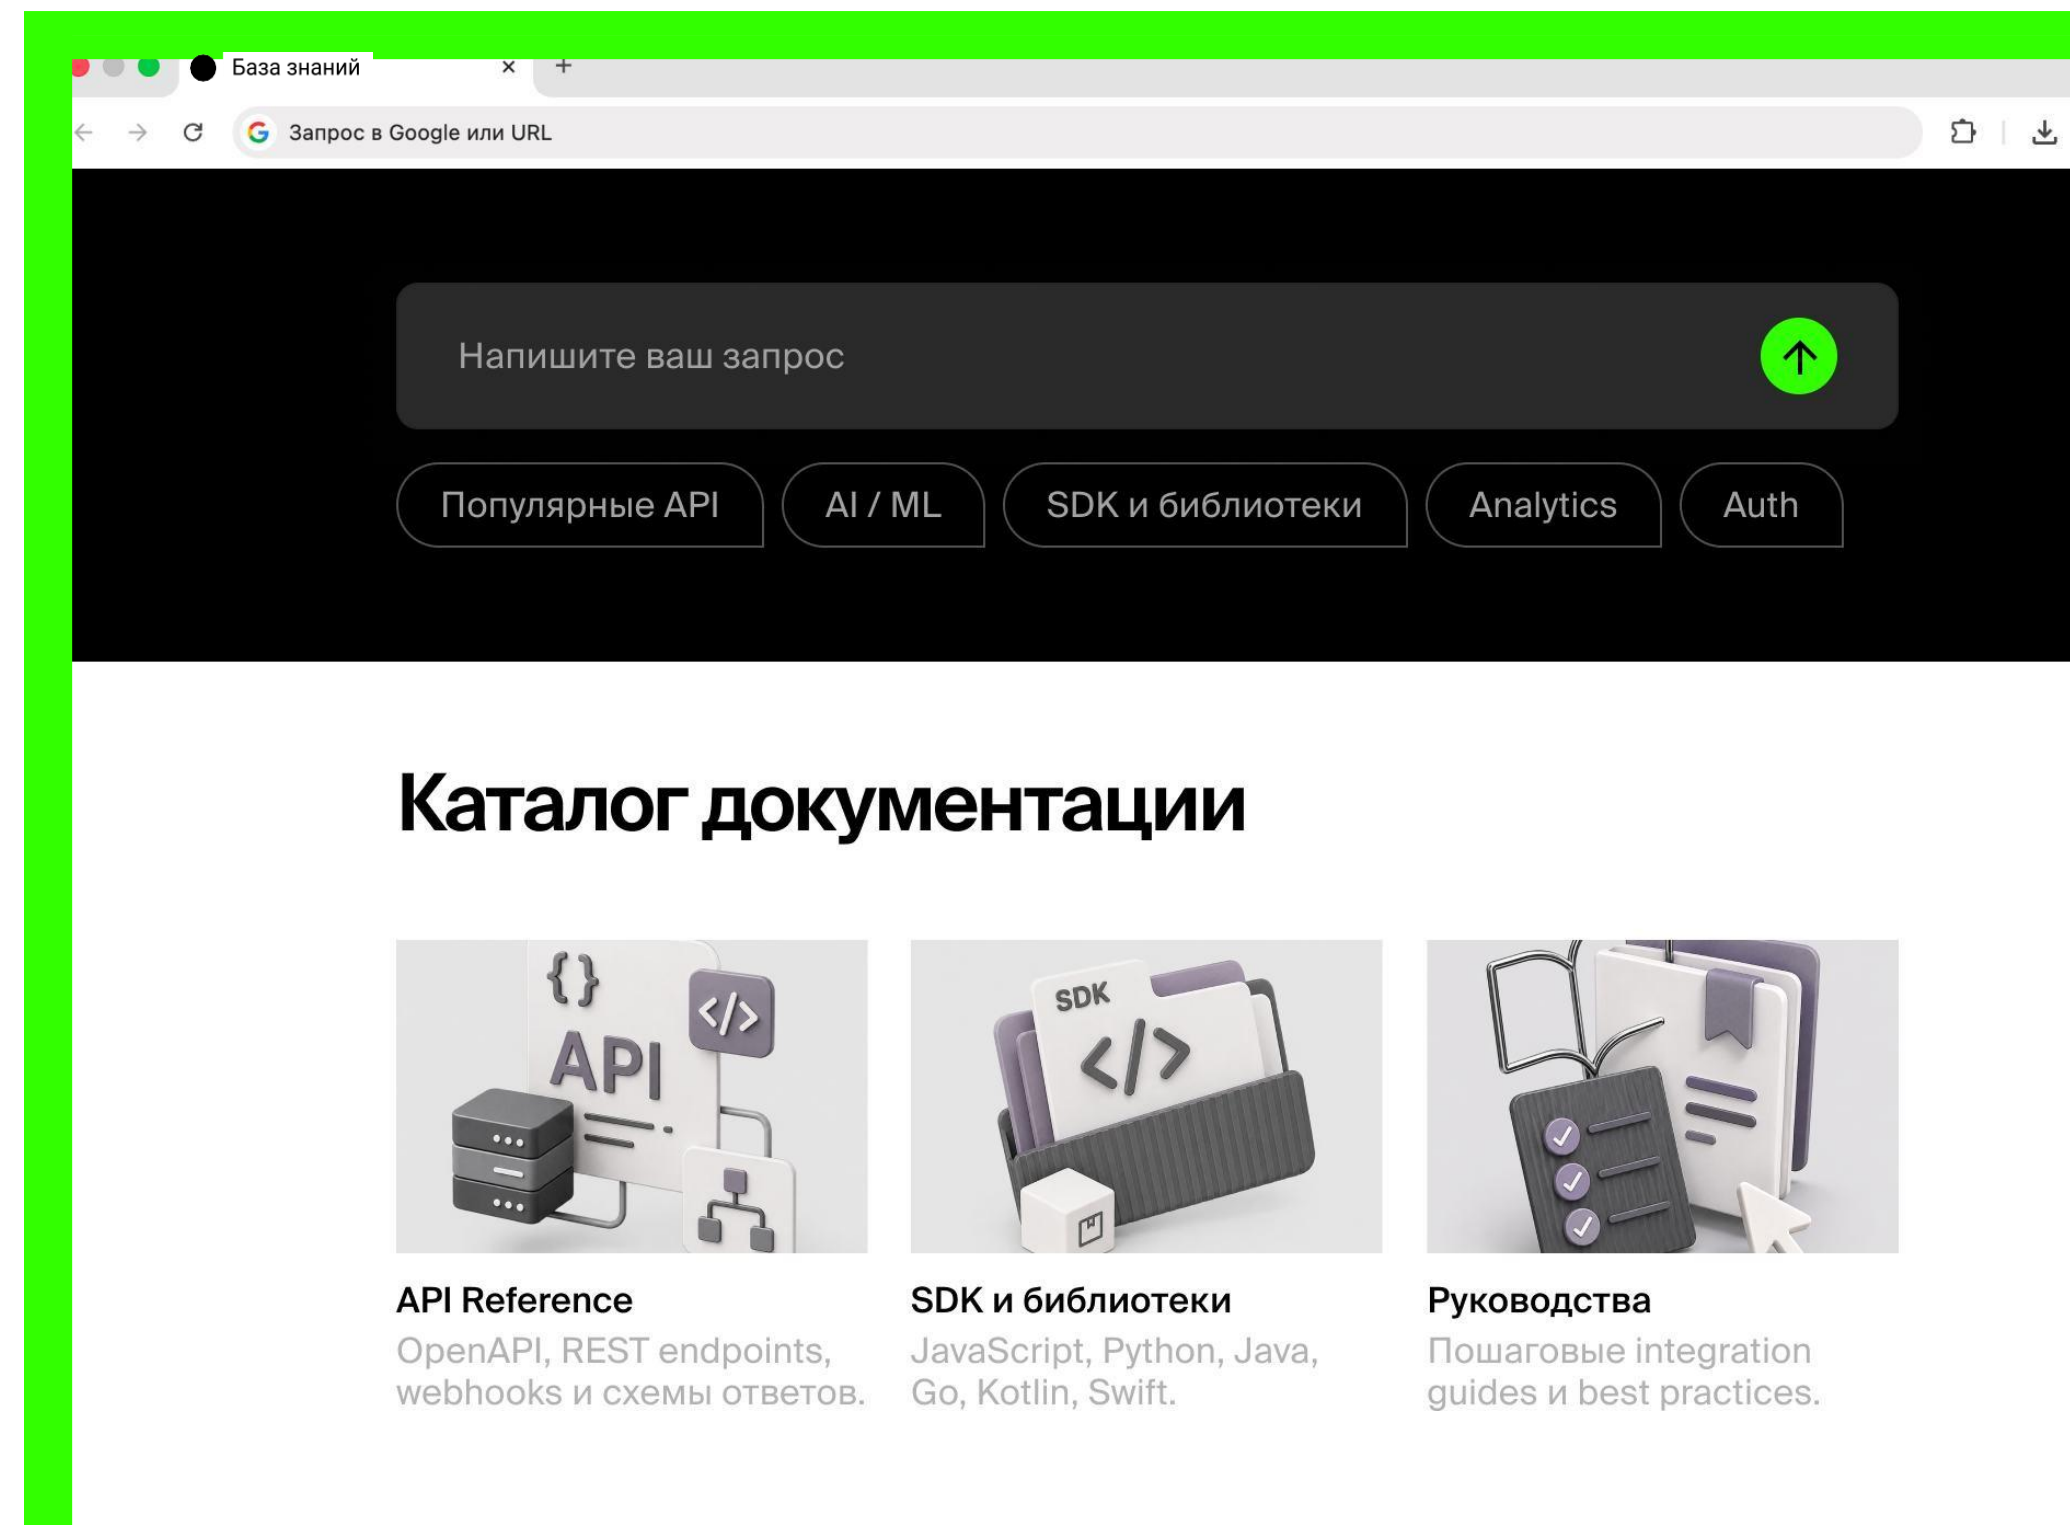 База знаний
Запрос в Google или URL
Напишите ваш запрос
Популярные API
AI / ML
SDK и библиотеки
Analytics
Auth
Каталог документации
{}
API
</>
SDK
</>
API Reference
OpenAPI, REST endpoints,
webhooks и схемы ответов.
SDK и библиотеки
JavaScript, Python, Java,
Go, Kotlin, Swift.
Руководства
Пошаговые integration
guides и best practices.